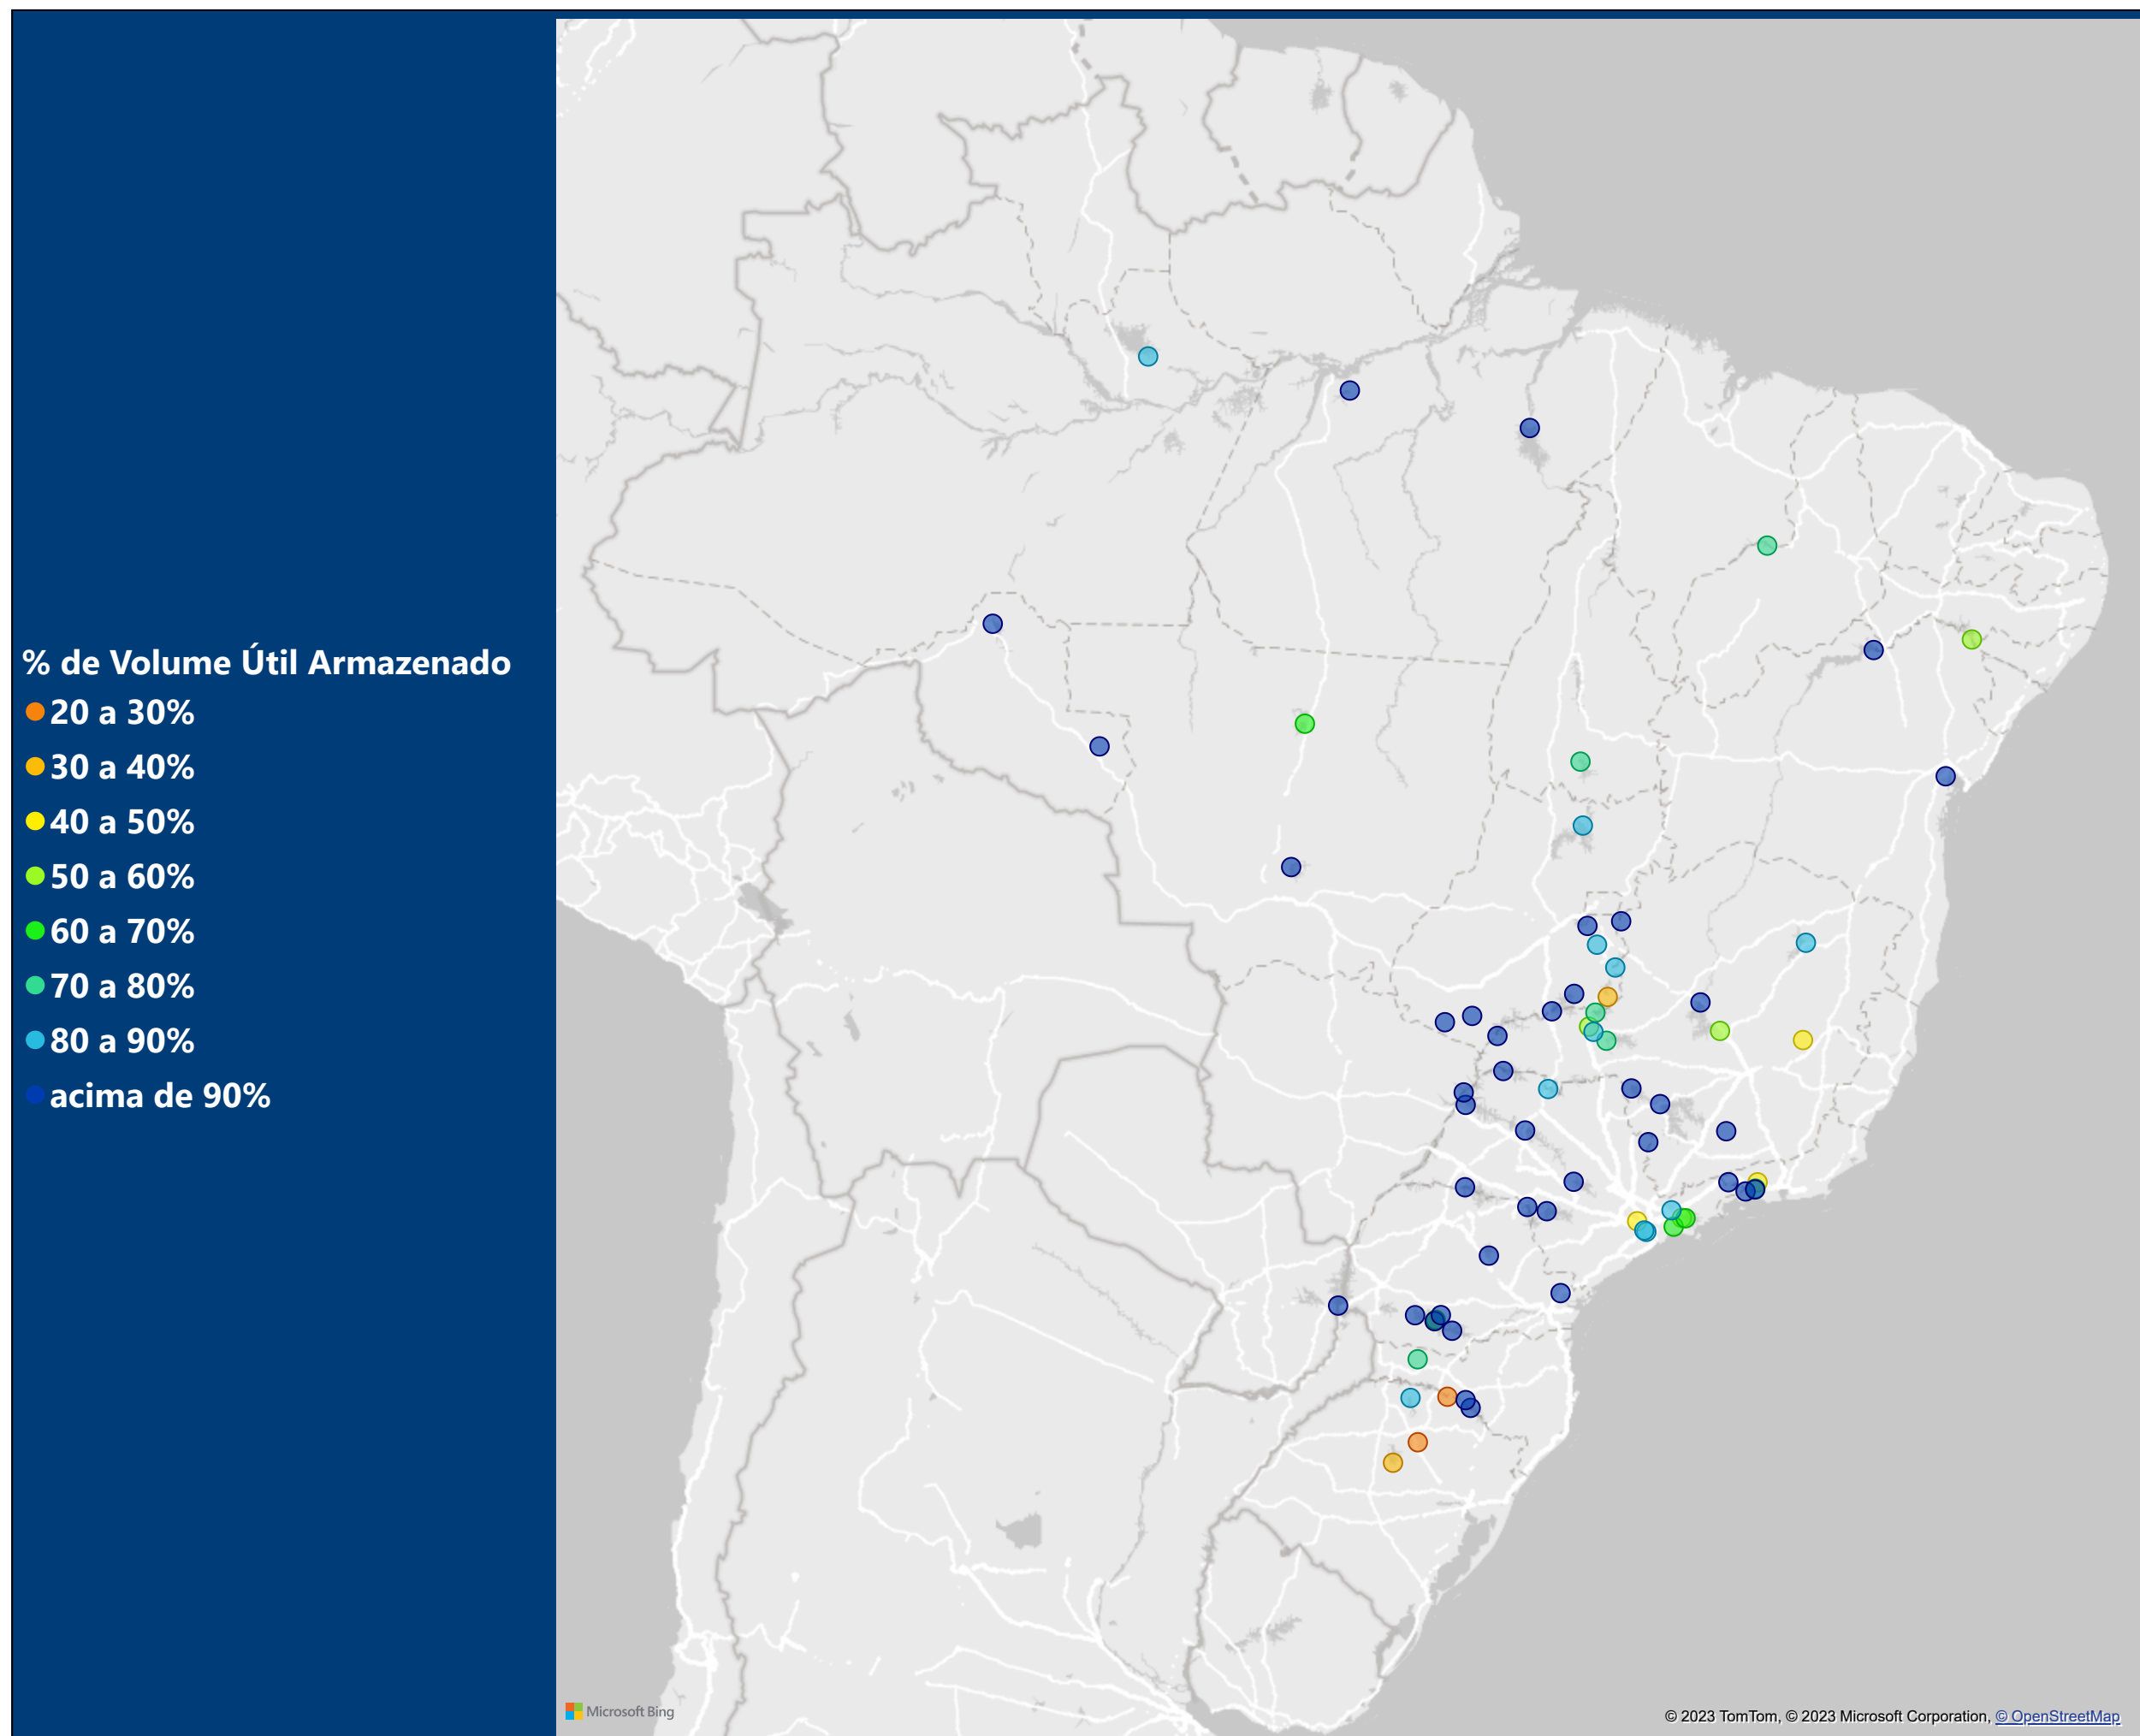 % de Volume Útil Armazenado
20 a 30%
30 a 40%
40 a 50%
50 a 60%
60 a 70%
70 a 80%
80 a 90%
acima de 90%
Microsoft Bing
© 2023 TomTom, © 2023 Microsoft Corporation, © OpenStreetMap